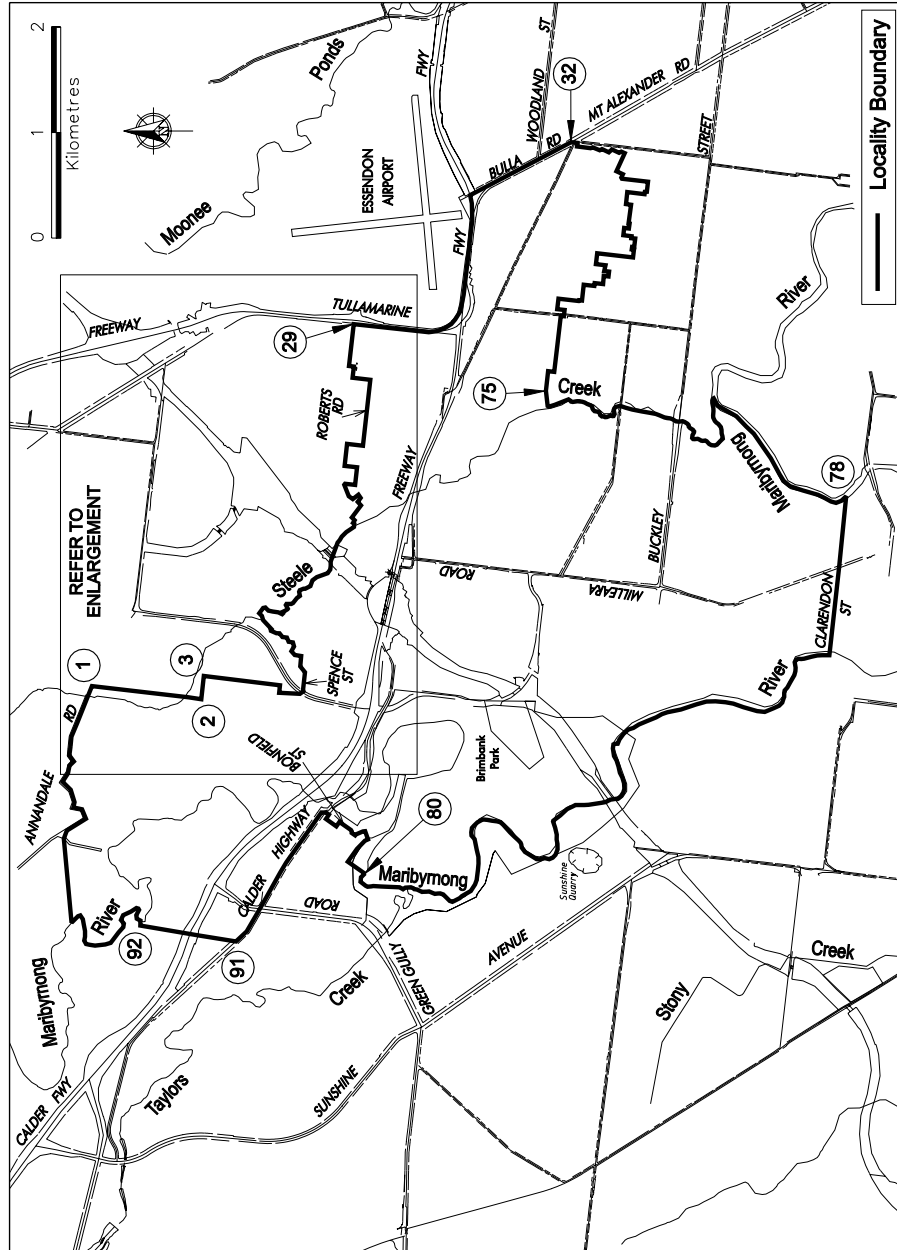 0
1
2
Kilometres
N
Moonee
Ponds
ESSENDON
AIRPORT
FWY
BULLA
RD
WOODLAND
ST
32
MT ALEXANDER RD
STREET
River
Locality Boundary
FREEWAY
TULLAMARINE
FWY
29
ROBERTS
RD
FREEWAY
75
Creek
Maribyrnong
78
REFER TO
ENLARGEMENT
Steele
ROAD
MILLEARA
BUCKLEY
CLARENDON
ST
1
3
2
RD
ANNANDALE
SPENCE
ST
BONFIELD
ST
Brimbank
Park
River
80
HIGHWAY
CALDER
Maribyrnong
ROAD
GREEN GULLY
Sunshine
Quarry
River
Maribyrnong
92
91
Creek
Taylors
AVENUE
SUNSHINE
Stony
Creek
CALDER FWY